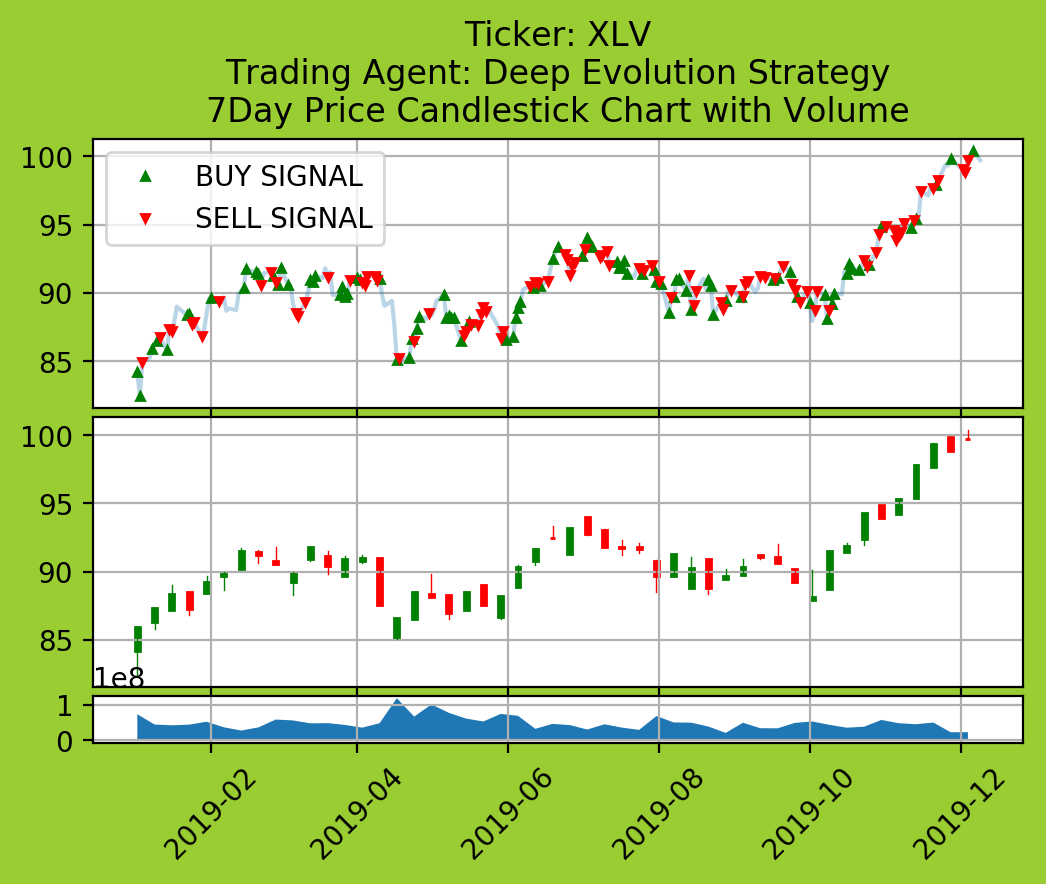 Ticker: XLV
Trading Agent: Deep Evolution Strategy
7Day Price Candlestick Chart with Volume
100
95
90
85
BUY SIGNAL
SELL SIGNAL
100
95
90
85
1e8
1
0
2019-02
2019-04
2019-06
2019-08
2019-10
2019-12